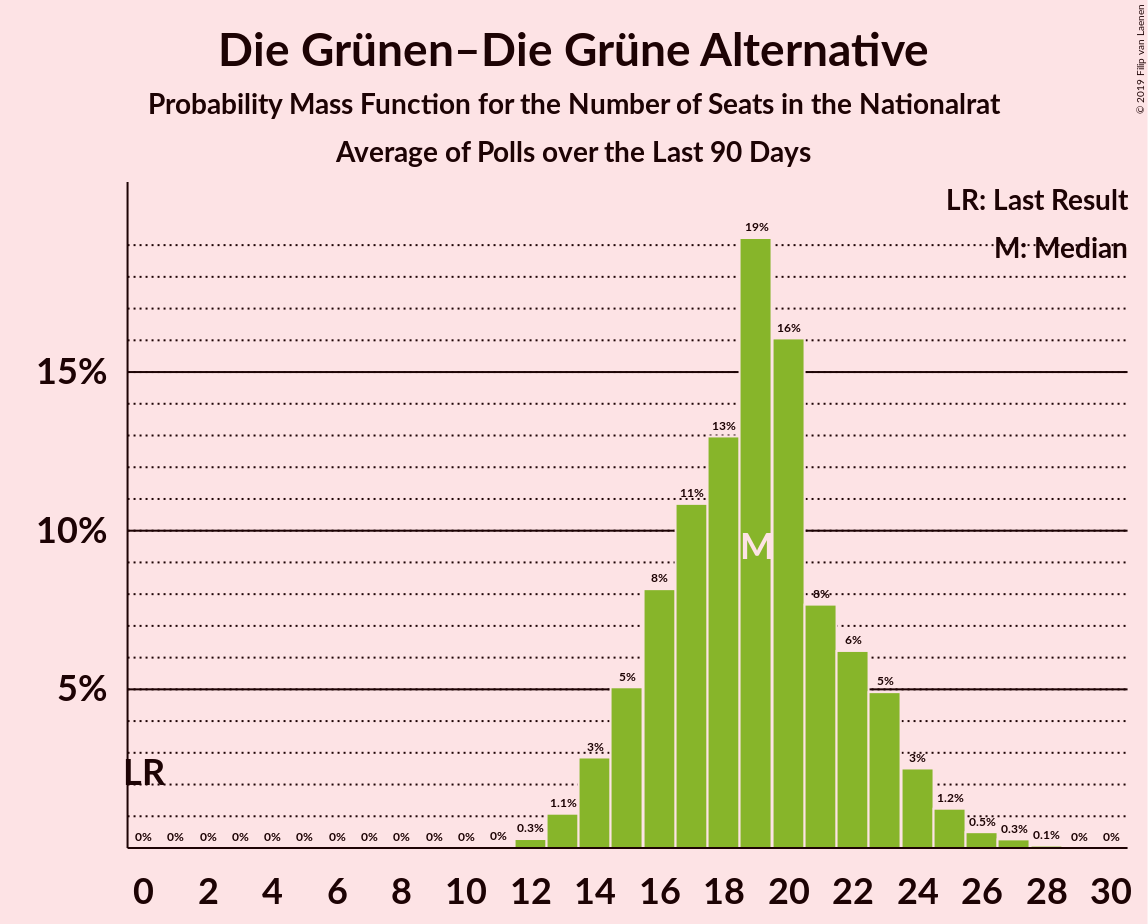 Die Grünen–Die Grüne Alternative
Probability Mass Function for the Number of Seats in the Nationalrat
Average of Polls over the Last 90 Days
© 2019 Filip van Laenen
LR: Last Result
M: Median
19%
16%
15%
13%
11%
10%
M
8%
8%
6%
5%
5%
5%
3%
3%
LR
1.1%
1.2%
0% 0% 0% 0% 0% 0% 0% 0% 0% 0% 0% 0% 0.3% 0.5% 0.3% 0.1% 0% 0%
0 2 4 6 8 10 12 14 16 18 20 22 24 26 28 30